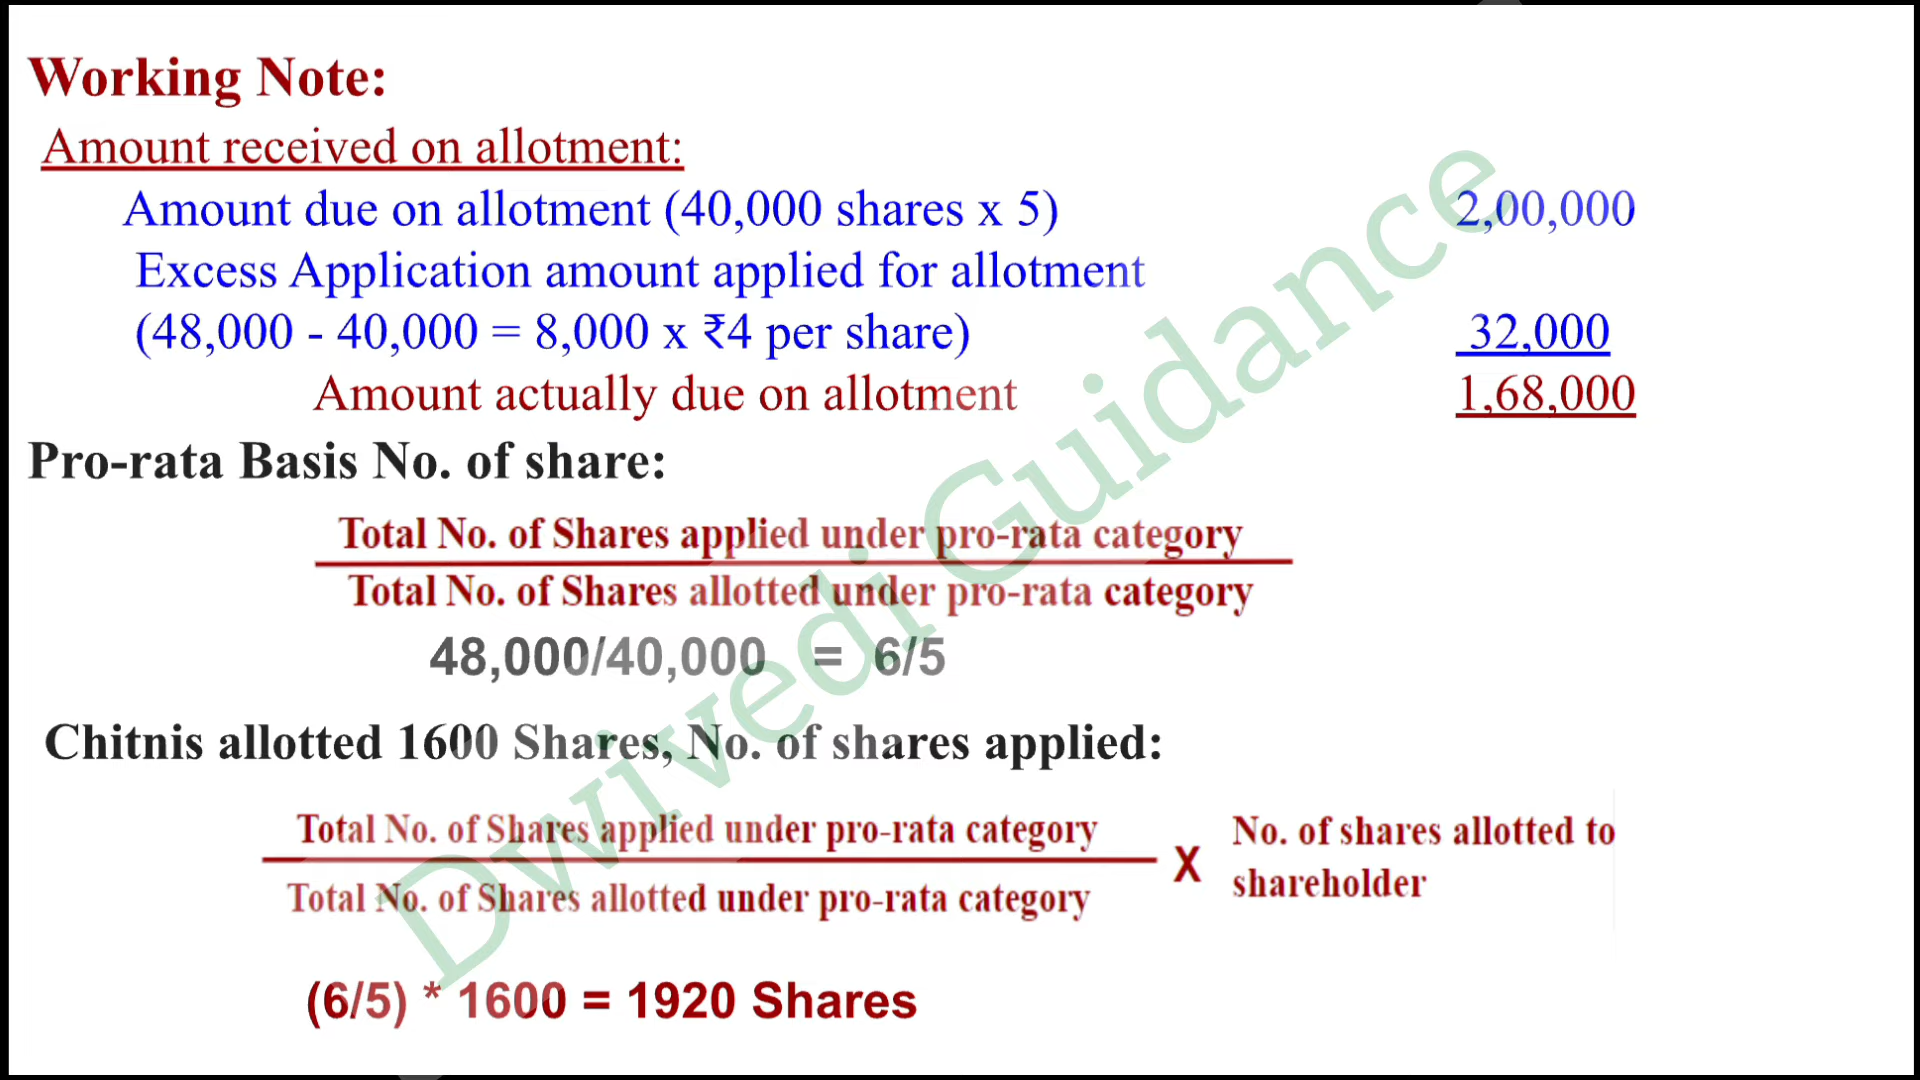 Working Note:
Amount received on allotment:
Amount due on allotment (40,000 shares x 5) 2,00,000
Excess Application amount applied for allotment
(48,000 - 40,000 = 8,000 x ₹4 per share) 32,000
Amount actually due on allotment 1,68,000
Pro-rata Basis No. of share:
Total No. of Shares applied under pro-rata category
Total No. of Shares allotted under pro-rata category
48,000/40,000 = 6/5
Chitnis allotted 1600 Shares, No. of shares applied:
Total No. of Shares applied under pro-rata category
Total No. of Shares allotted under pro-rata category
X
No. of shares allotted to
shareholder
(6/5) * 1600 = 1920 Shares
Dwivedi Guidance